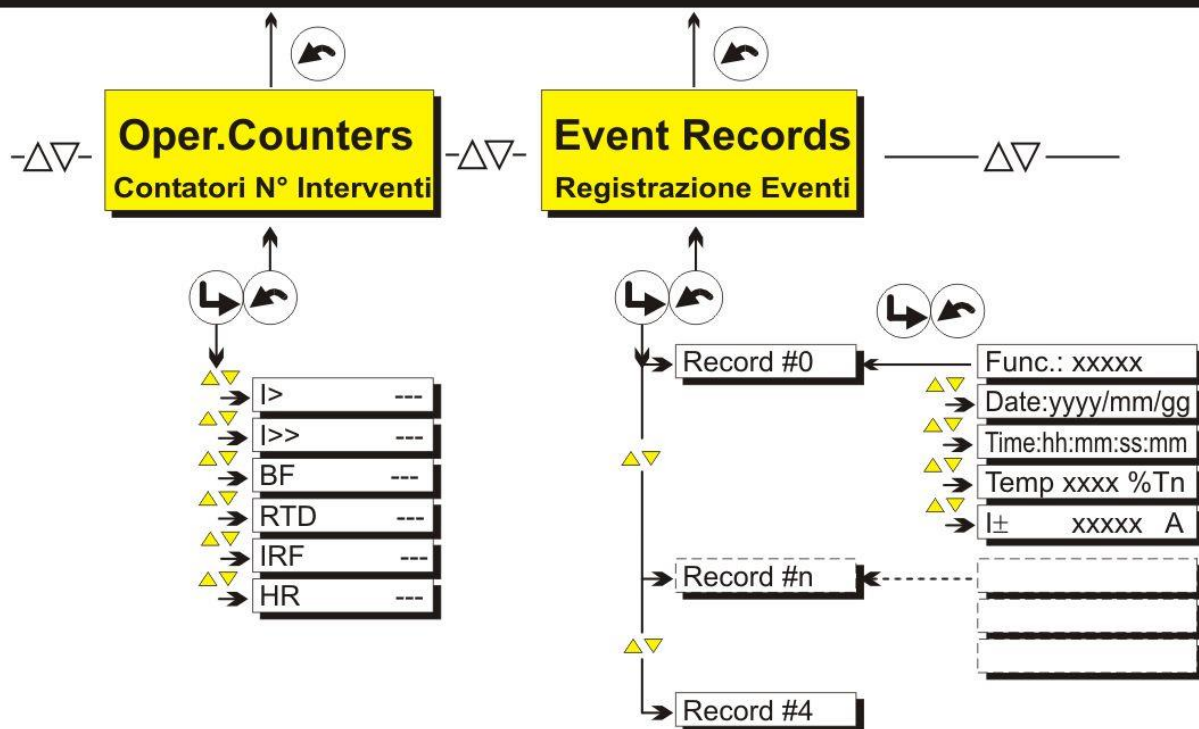 Oper.Counters
Contatori N° Interventi
Event Records
Registrazione Eventi
I> ---
I>> ---
BF ---
RTD ---
IRF ---
HR ---
Record #0
Func.: xxxxx
Date:yyyy/mm/gg
Time:hh:mm:ss:mm
Temp xxxx %Tn
I± xxxxx A
Record #n
Record #4